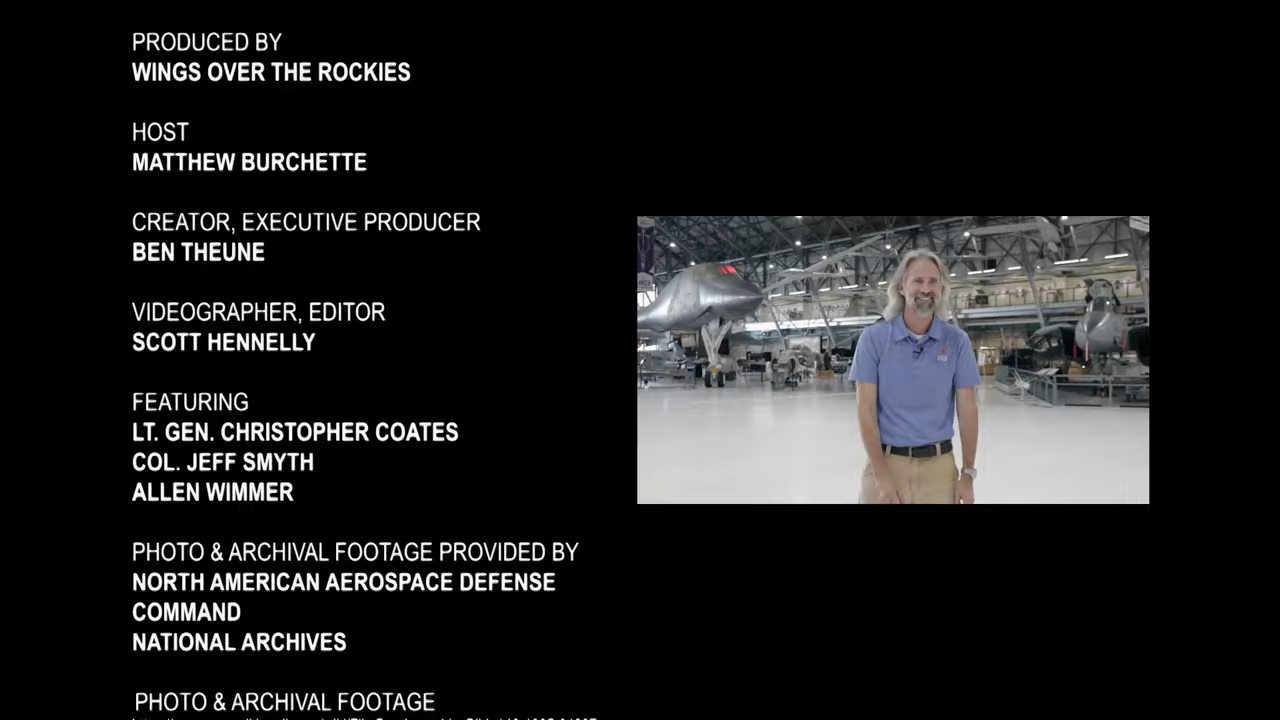 PRODUCED BY
WINGS OVER THE ROCKIES
HOST
MATTHEW BURCHETTE
CREATOR, EXECUTIVE PRODUCER
BEN THEUNE
VIDEOGRAPHER, EDITOR
SCOTT HENNELLY
FEATURING
LT. GEN. CHRISTOPHER COATES
COL. JEFF SMYTH
ALLEN WIMMER
PHOTO & ARCHIVAL FOOTAGE PROVIDED BY
NORTH AMERICAN AEROSPACE DEFENSE
COMMAND
NATIONAL ARCHIVES
PHOTO & ARCHIVAL FOOTAGE